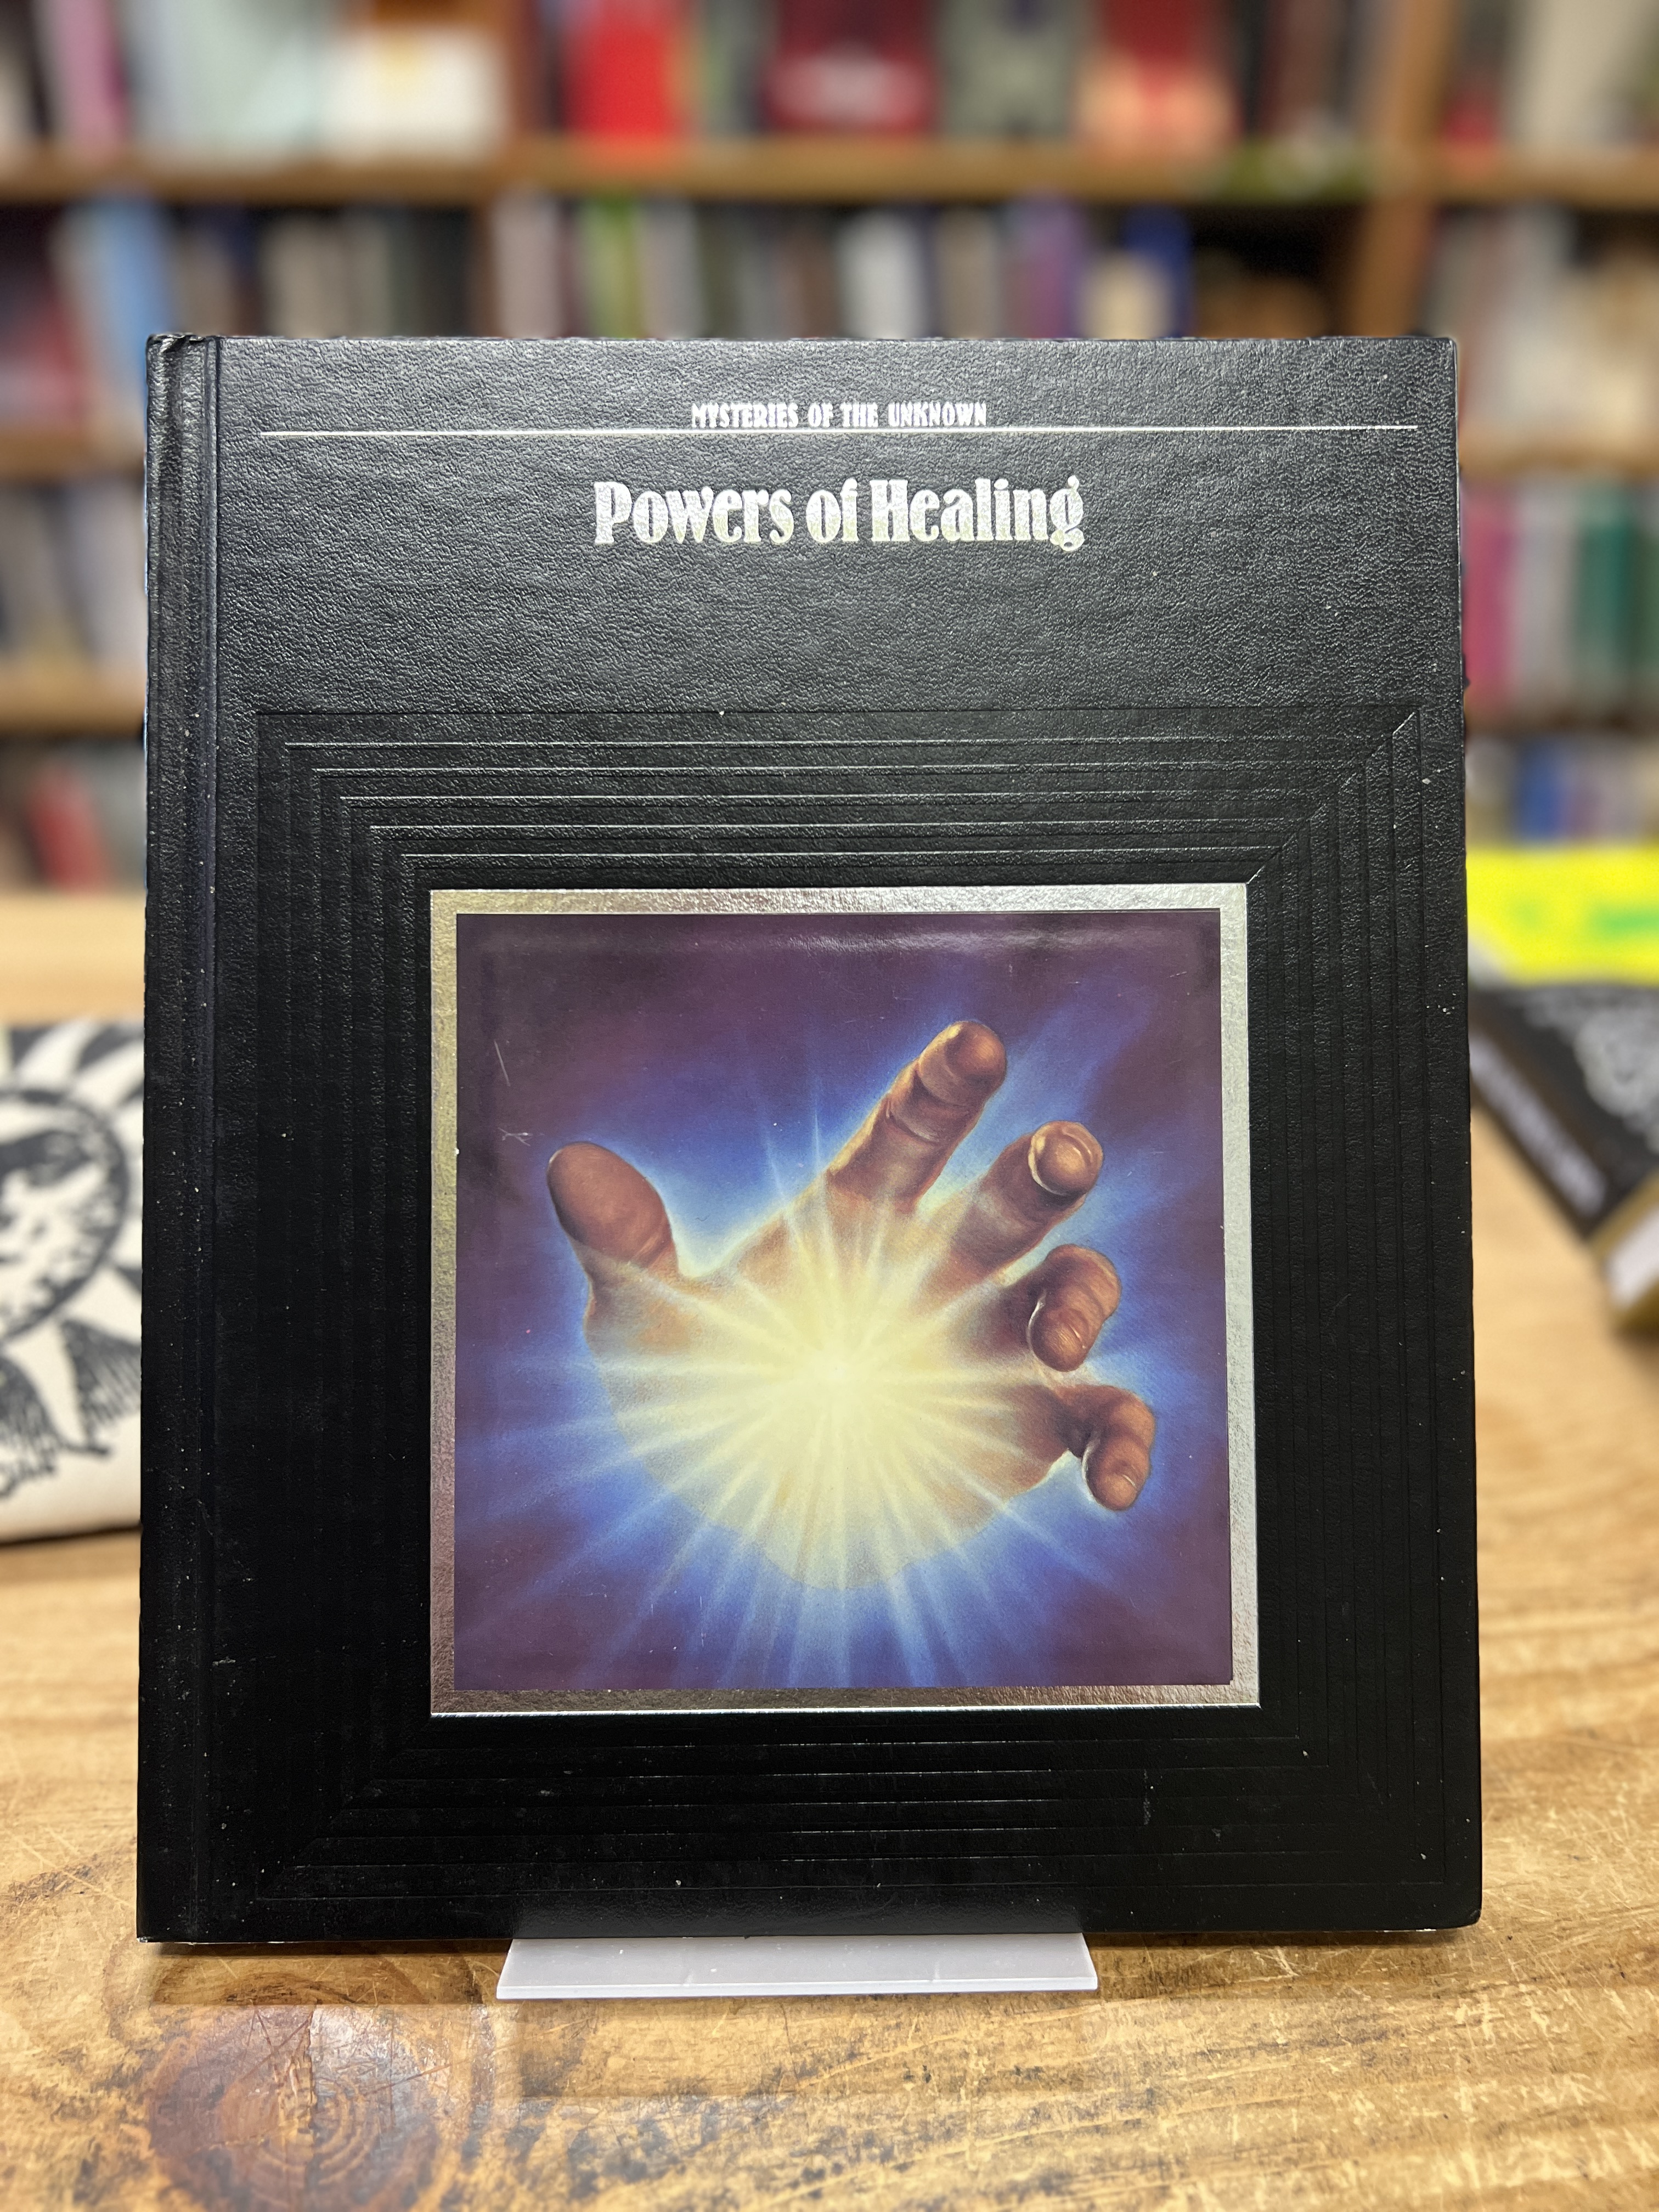 MYSTERIES OF THE UNKNOWN
Powers of Healing